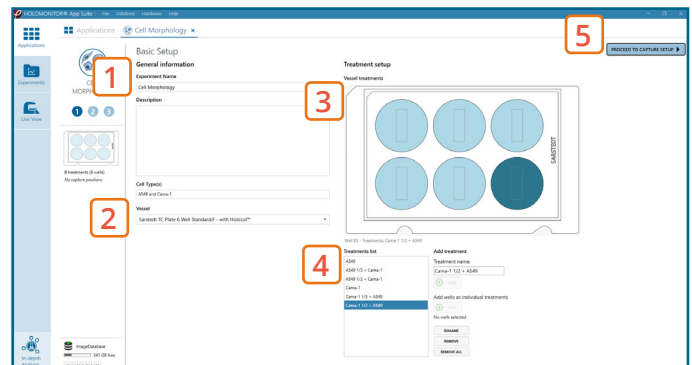 HOLOMONITOR® App Suite File Database Hardware Help
Applications
Cell Morphology ×
5
PROCEED TO CAPTURE SETUP
Applications
Experiments
Live View
In-depth
MORPH
1 2 3
6 treatments (6 wells)
No capture positions
ImageDatabase
341 GB free
Basic Setup
General information
1
Experiment Name
Cell Morphology
Description
Cell Type(s)
A549 and Cama-1
2
Vessel
Sarstedt TC Plate 6 Well Standard,F - with HoloLid™
Treatment setup
Vessel treatments
3
SARSTEDT
Well B3 - Treatments: Cama-1 1/2 + A549
4
Treatments list
A549
A549 1/3 + Cama-1
A549 1/2 + Cama-1
Cama-1
Cama-1 1/3 + A549
Cama-1 1/2 + A549
Add treatment
Treatment name:
Cama-1 1/2 + A549
Add wells as individual treatments
No wells selected
RENAME
REMOVE
REMOVE ALL